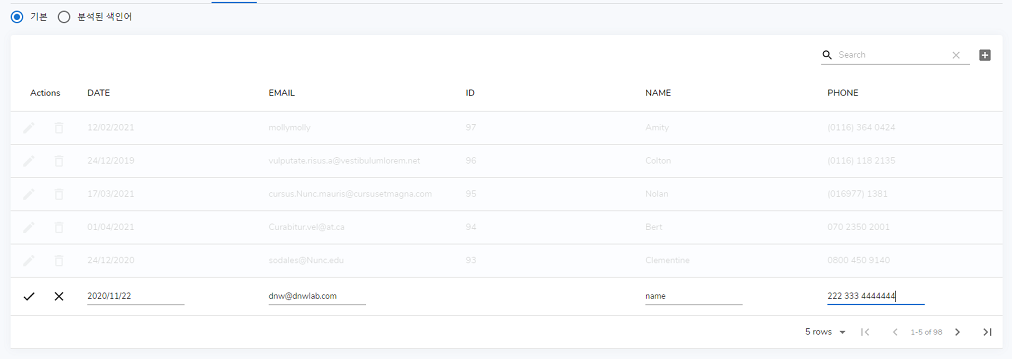 기본 분석된 색인어
Search
Actions DATE EMAIL ID NAME PHONE
12/02/2021 mollymolly 97 Amity (0116) 364 0424
24/12/2019 vulputate.risus.a@vestibulumlorem.net 96 Colton (0116) 118 2135
17/03/2021 cursus.Nunc.mauris@cursusetmagna.com 95 Nolan (016977) 1381
01/04/2021 Curabitur.vel@at.ca 94 Bert 070 2350 2001
24/12/2020 sodales@Nunc.edu 93 Clementine 0800 450 9140
2020/11/22 dnw@dnwlab.com name 222 333 4444444
5 rows 1-5 of 98